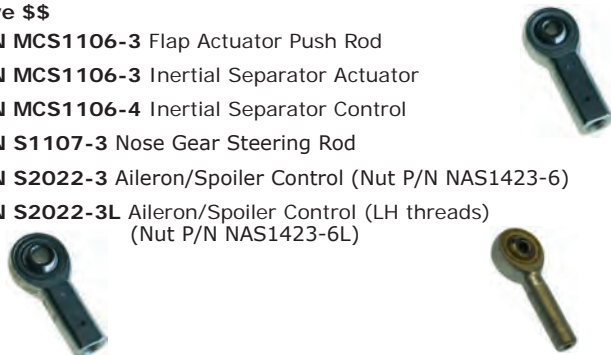 $$
MCS1106-3 Flap Actuator Push Rod
MCS1106-3 Inertial Separator Actuator
MCS1106-4 Inertial Separator Control
S1107-3 Nose Gear Steering Rod
S2022-3 Aileron/Spoiler Control (Nut P/N NAS1423-6)
S2022-3L Aileron/Spoiler Control (LH threads)
(Nut P/N NAS1423-6L)